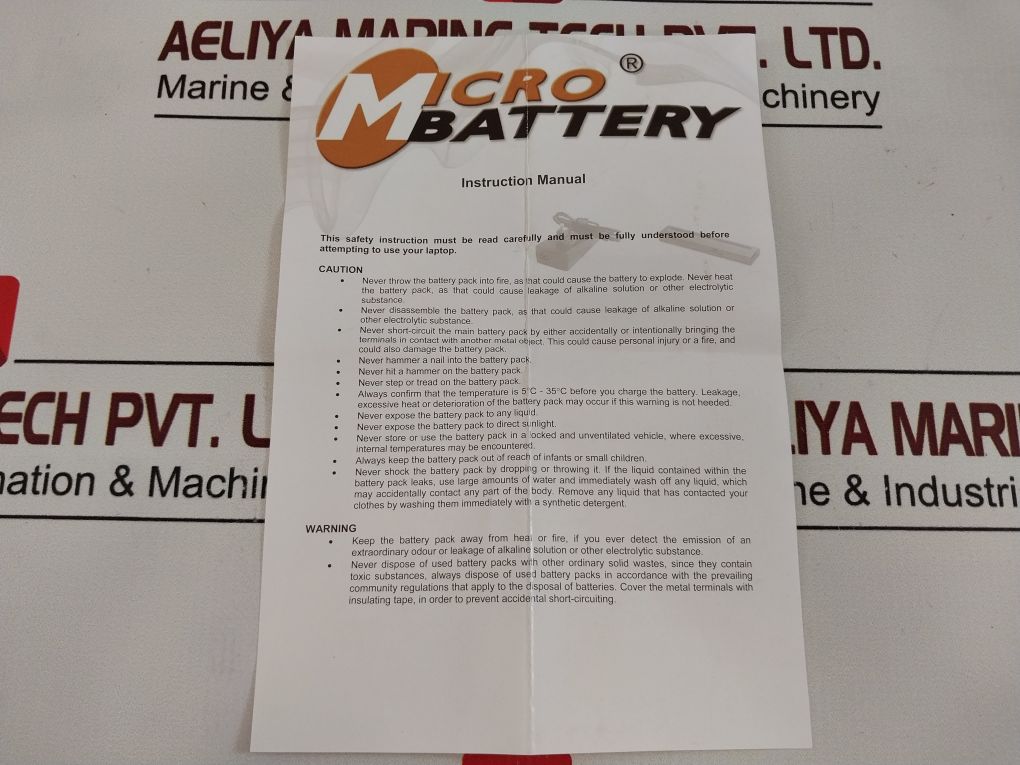 AELIYA MARINE TECH PVT. LTD.
Marine &
chinery
MICRO ®
BATTERY
Instruction Manual
This safety instruction must be read carefully and must be fully understood before
attempting to use your laptop.
CAUTION
• Never throw the battery pack into fire, as that could cause the battery to explode. Never heat
the battery pack, as that could cause leakage of alkaline solution or other electrolytic
substance.
• Never disassemble the battery pack, as that could cause leakage of alkaline solution or
other electrolytic substance.
• Never short-circuit the main battery pack by either accidentally or intentionally bringing the
terminals in contact with another metal object. This could cause personal injury or a fire, and
could also damage the battery pack.
• Never hammer a nail into the battery pack.
• Never hit a hammer on the battery pack.
• Never step or tread on the battery pack.
• Always confirm that the temperature is 5°C - 35°C before you charge the battery. Leakage,
excessive heat or deterioration of the battery pack may occur if this warning is not heeded.
• Never expose the battery pack to any liquid.
• Never expose the battery pack to direct sunlight.
• Never store or use the battery pack in a locked and unventilated vehicle, where excessive,
internal temperatures may be encountered.
• Always keep the battery pack out of reach of infants or small children.
• Never shock the battery pack by dropping or throwing it. If the liquid contained within the
battery pack leaks, use large amounts of water and immediately wash off any liquid, which
may accidentally contact any part of the body. Remove any liquid that has contacted your
clothes by washing them immediately with a synthetic detergent.
WARNING
• Keep the battery pack away from heat or fire, if you ever detect the emission of an
extraordinary odour or leakage of alkaline solution or other electrolytic substance.
• Never dispose of used battery packs with other ordinary solid wastes, since they contain
toxic substances, always dispose of used battery packs in accordance with the prevailing
community regulations that apply to the disposal of batteries. Cover the metal terminals with
insulating tape, in order to prevent accidental short-circuiting.
ECH PVT. L
nation & Machi
LIYA MARI
ne & Industri